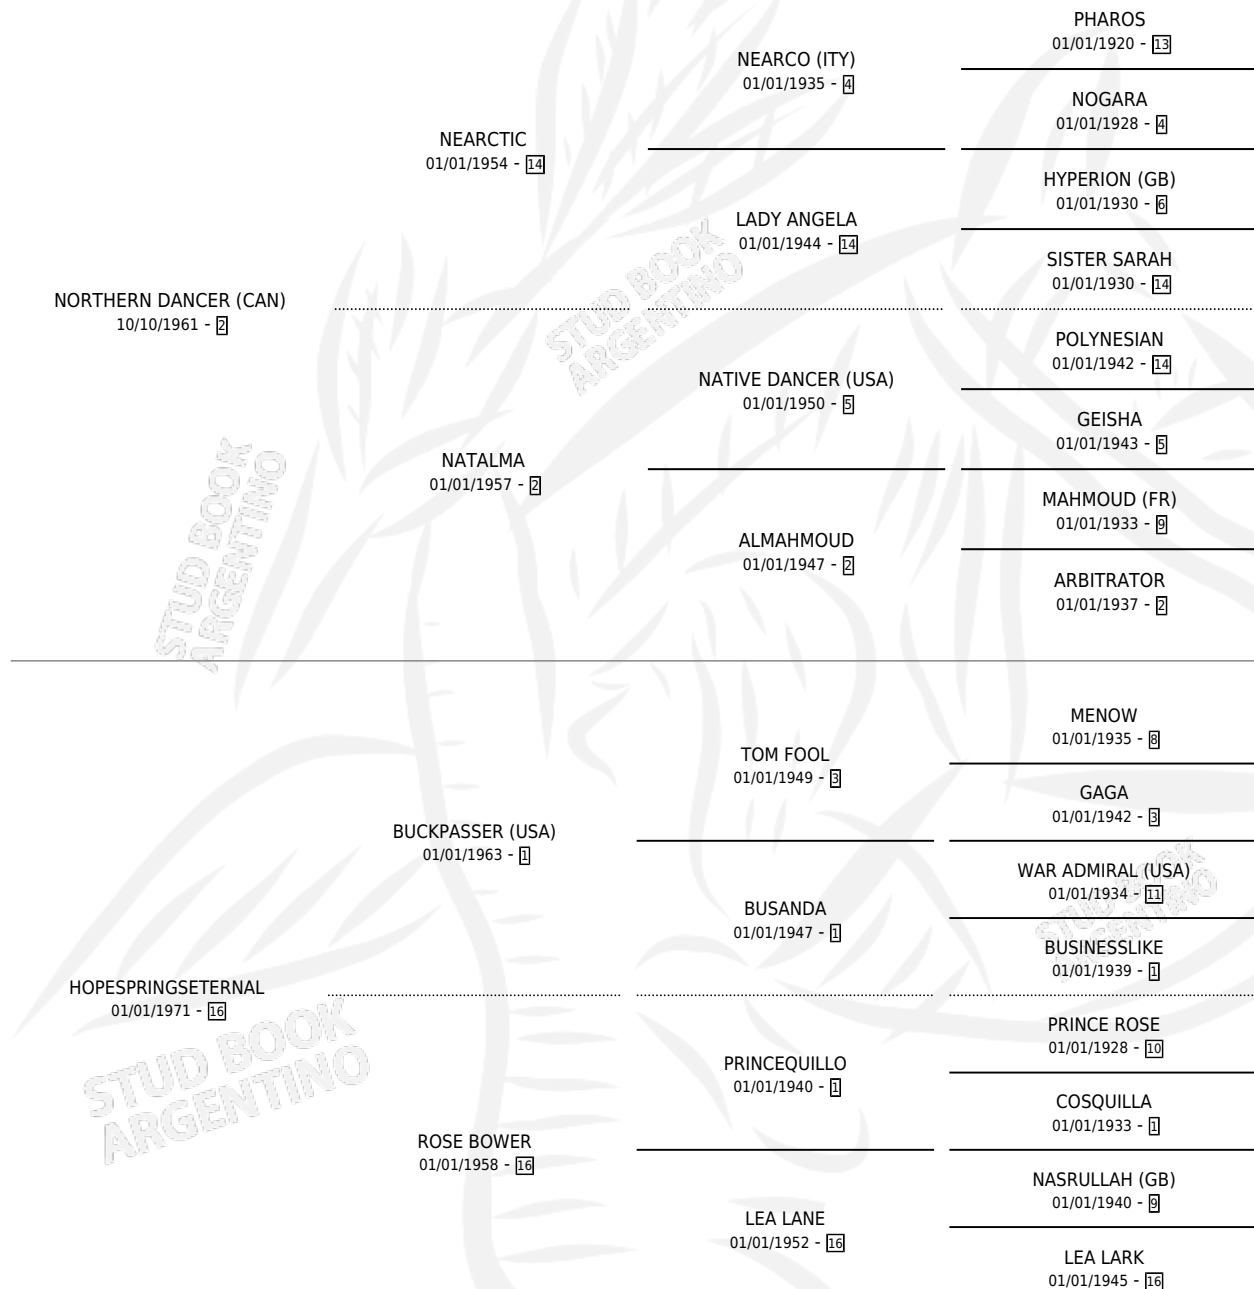 PHAROS
01/01/1920 - 13
NEARCO (ITY)
01/01/1935 - 4
NOGARA
01/01/1928 - 4
NEARCTIC
01/01/1954 - 14
HYPERION (GB)
01/01/1930 - 6
LADY ANGELA
01/01/1944 - 14
SISTER SARAH
01/01/1930 - 14
NORTHERN DANCER (CAN)
10/10/1961 - 2
POLYNESIAN
01/01/1942 - 14
NATIVE DANCER (USA)
01/01/1950 - 5
GEISHA
01/01/1943 - 5
NATALMA
01/01/1957 - 2
MAHMOUD (FR)
01/01/1933 - 9
ALMAHMOUD
01/01/1947 - 2
ARBITRATOR
01/01/1937 - 2
MENOW
01/01/1935 - 8
TOM FOOL
01/01/1949 - 3
GAGA
01/01/1942 - 3
BUCKPASSER (USA)
01/01/1963 - 1
WAR ADMIRAL (USA)
01/01/1934 - 11
BUSANDA
01/01/1947 - 1
BUSINESSLIKE
01/01/1939 - 1
HOPESPRINGSETERNAL
01/01/1971 - 16
PRINCE ROSE
01/01/1928 - 10
PRINCEQUILLO
01/01/1940 - 1
COSQUILLA
01/01/1933 - 1
ROSE BOWER
01/01/1958 - 16
NASRULLAH (GB)
01/01/1940 - 9
LEA LANE
01/01/1952 - 16
LEA LARK
01/01/1945 - 16
STUD BOOK
ARGENTINO
STUD BOOK
ARGENTINO
STUD BOOK
ARGENTINO
STUD BOOK
ARGENTINO